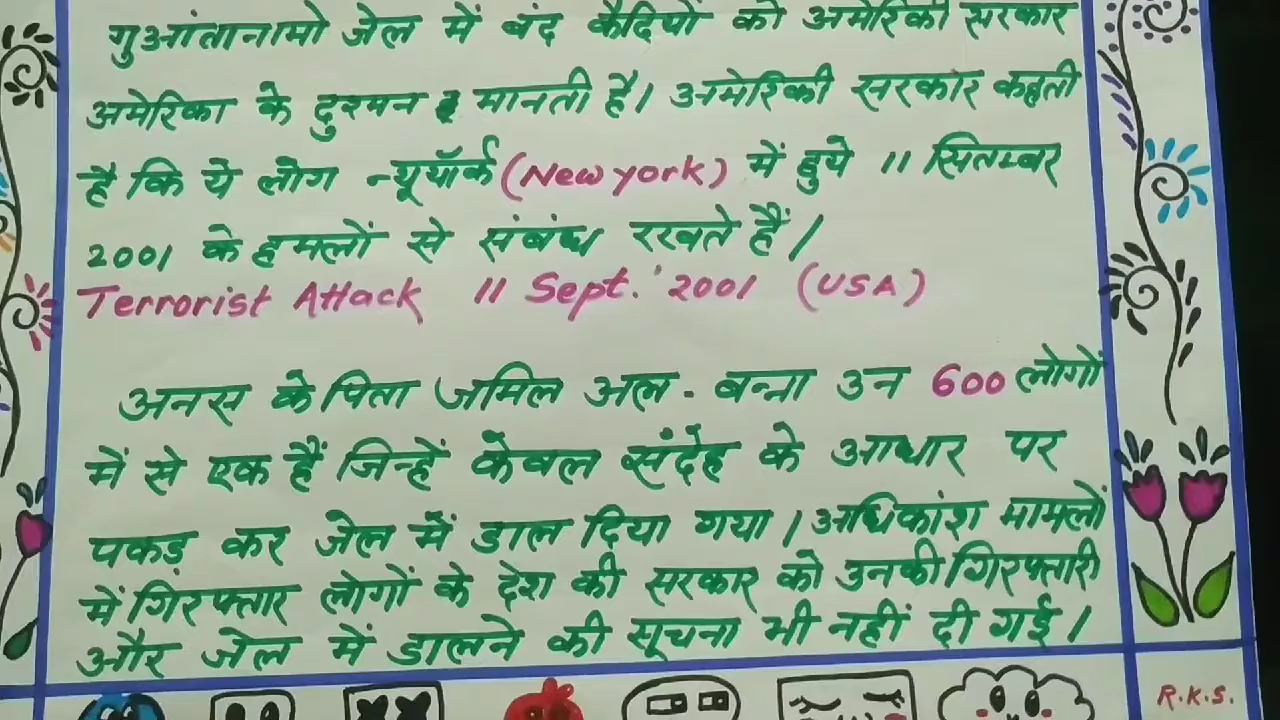 गुआंतानामो जेल में बंद कैदियों को अमेरिकी सरकार
अमेरिका के दुश्मन मानती है। अमेरिकी सरकार कहती
है कि ये लोग न्यूयॉर्क (New york) में हुये 11 सितम्बर
2001 के हमलों से संबंध रखते हैं।
Terrorist Attack 11 Sept.'2001 (USA)
अनस के पिता जमिल अल-बन्ना उन 600 लोगों
में से एक हैं जिन्हें केवल संदेह के आधार पर
पकड़ कर जेल में डाल दिया गया। अधिकांश मामलों
में गिरफ्तार लोगों के देश की सरकार को उनकी गिरफ्तारी
और जेल में डालने की सूचना भी नहीं दी गई।
R.K.S.